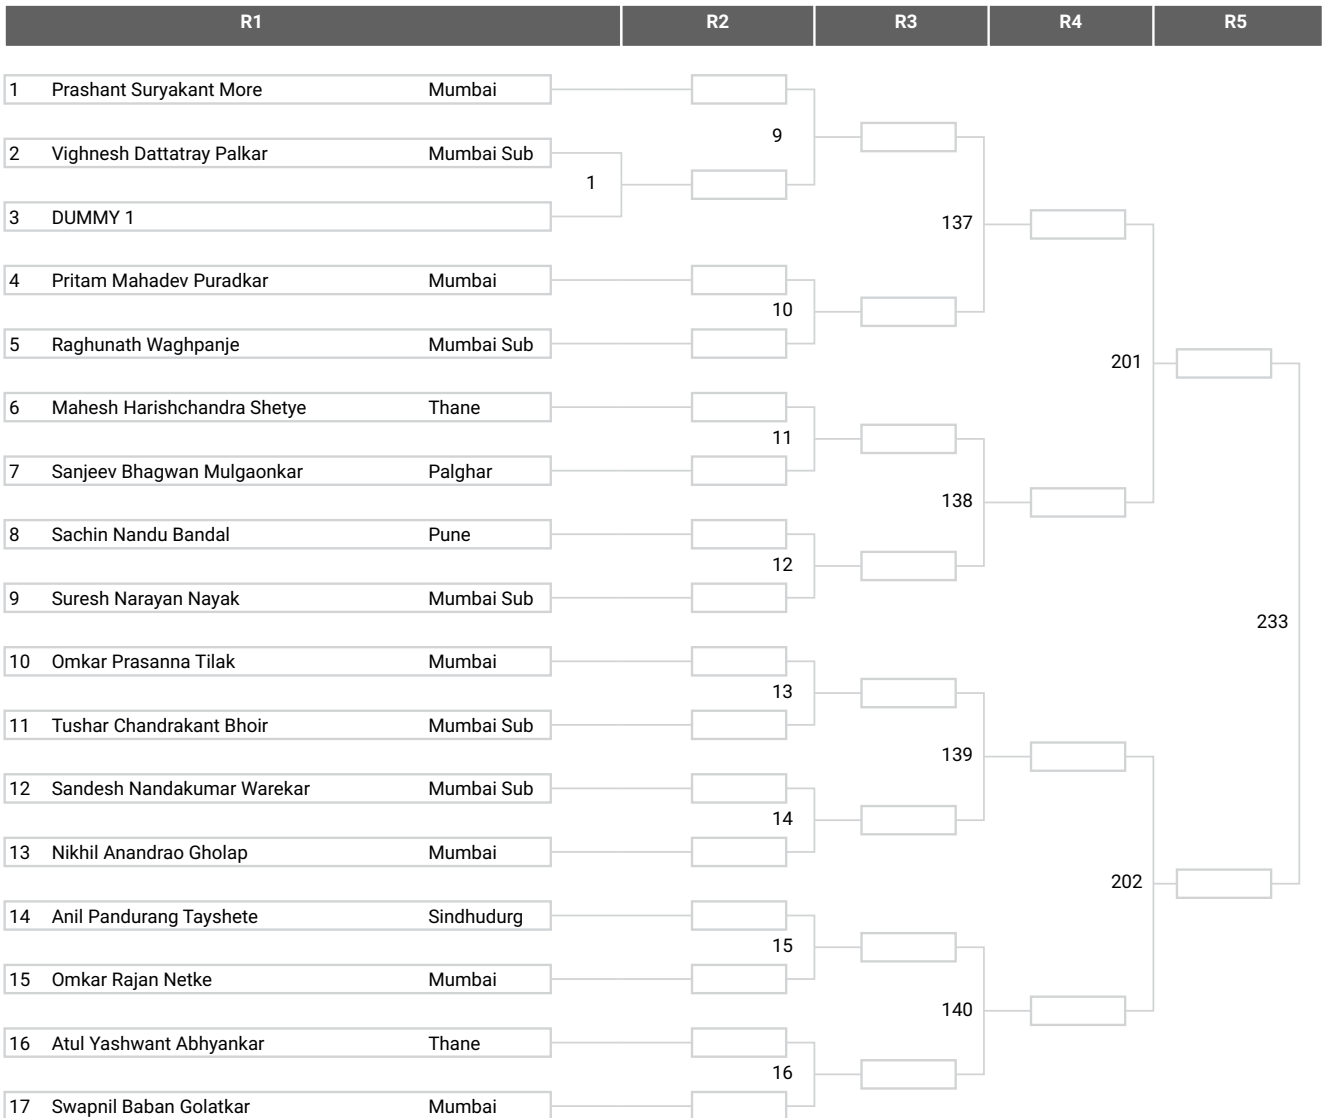 R1 R2 R3 R4 R5
1 Prashant Suryakant More Mumbai
9
2 Vighnesh Dattatray Palkar Mumbai Sub
1
3 DUMMY 1
137
4 Pritam Mahadev Puradkar Mumbai
10
5 Raghunath Waghpanje Mumbai Sub
201
6 Mahesh Harishchandra Shetye Thane
11
7 Sanjeev Bhagwan Mulgaonkar Palghar
138
8 Sachin Nandu Bandal Pune
12
9 Suresh Narayan Nayak Mumbai Sub
233
10 Omkar Prasanna Tilak Mumbai
13
11 Tushar Chandrakant Bhoir Mumbai Sub
139
12 Sandesh Nandakumar Warekar Mumbai Sub
14
13 Nikhil Anandrao Gholap Mumbai
202
14 Anil Pandurang Tayshete Sindhudurg
15
15 Omkar Rajan Netke Mumbai
140
16 Atul Yashwant Abhyankar Thane
16
17 Swapnil Baban Golatkar Mumbai